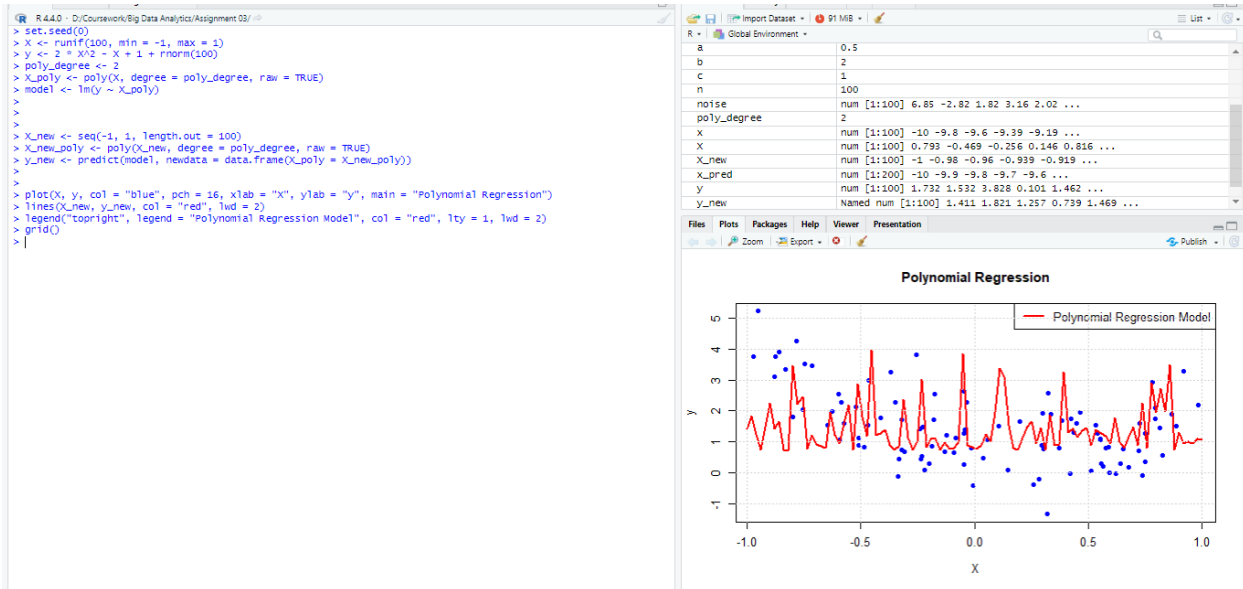 R 4.4.0 · D:/Coursework/Big Data Analytics/Assignment 03/
> set.seed(0)
> X <- runif(100, min = -1, max = 1)
> y <- 2 * X^2 - X + 1 + rnorm(100)
> poly_degree <- 2
> X_poly <- poly(X, degree = poly_degree, raw = TRUE)
> model <- lm(y ~ X_poly)
>
>
> X_new <- seq(-1, 1, length.out = 100)
> X_new_poly <- poly(X_new, degree = poly_degree, raw = TRUE)
> y_new <- predict(model, newdata = data.frame(X_poly = X_new_poly))
>
>
> plot(X, y, col = "blue", pch = 16, xlab = "X", ylab = "y", main = "Polynomial Regression")
> lines(X_new, y_new, col = "red", lwd = 2)
> legend("topright", legend = "Polynomial Regression Model", col = "red", lty = 1, lwd = 2)
> grid()
>
Import Dataset 91 MiB List
R Global Environment
a 0.5
b 2
c 1
n 100
noise num [1:100] 6.85 -2.82 1.82 3.16 2.02 ...
poly_degree 2
x num [1:100] -10 -9.8 -9.6 -9.39 -9.19 ...
X num [1:100] 0.793 -0.469 -0.256 0.146 0.816 ...
X_new num [1:100] -1 -0.98 -0.96 -0.939 -0.919 ...
x_pred num [1:200] -10 -9.9 -9.8 -9.7 -9.6 ...
y num [1:100] 1.732 1.532 3.828 0.101 1.462 ...
y_new Named num [1:100] 1.411 1.821 1.257 0.739 1.469 ...
Files Plots Packages Help Viewer Presentation
Zoom Export Publish
Polynomial Regression
Polynomial Regression Model
5
4
3
2
1
0
-1
y
-1.0 -0.5 0.0 0.5 1.0
X